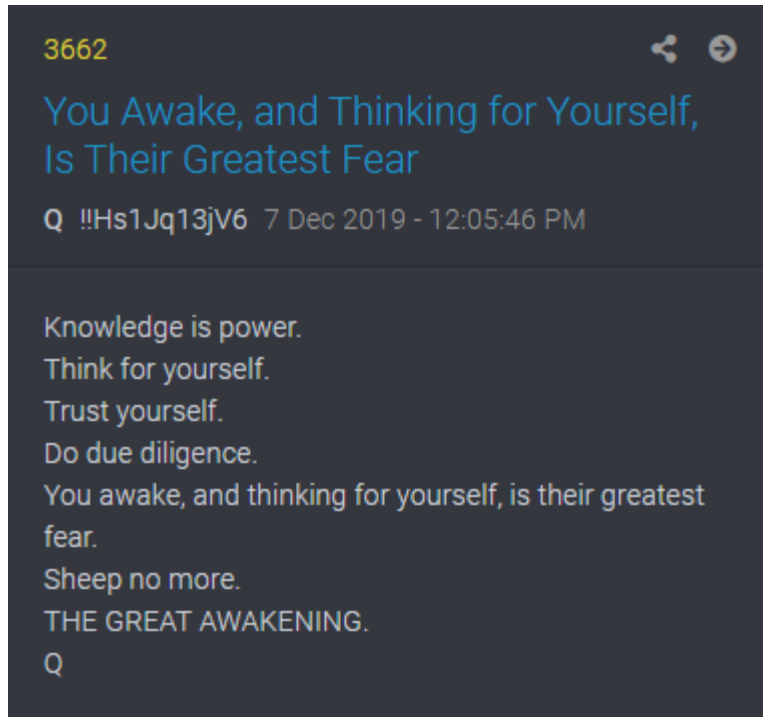 3662
You Awake, and Thinking for Yourself,
Is Their Greatest Fear
Q !!Hs1Jq13jV6 7 Dec 2019 - 12:05:46 PM
Knowledge is power.
Think for yourself.
Trust yourself.
Do due diligence.
You awake, and thinking for yourself, is their greatest
fear.
Sheep no more.
THE GREAT AWAKENING.
Q